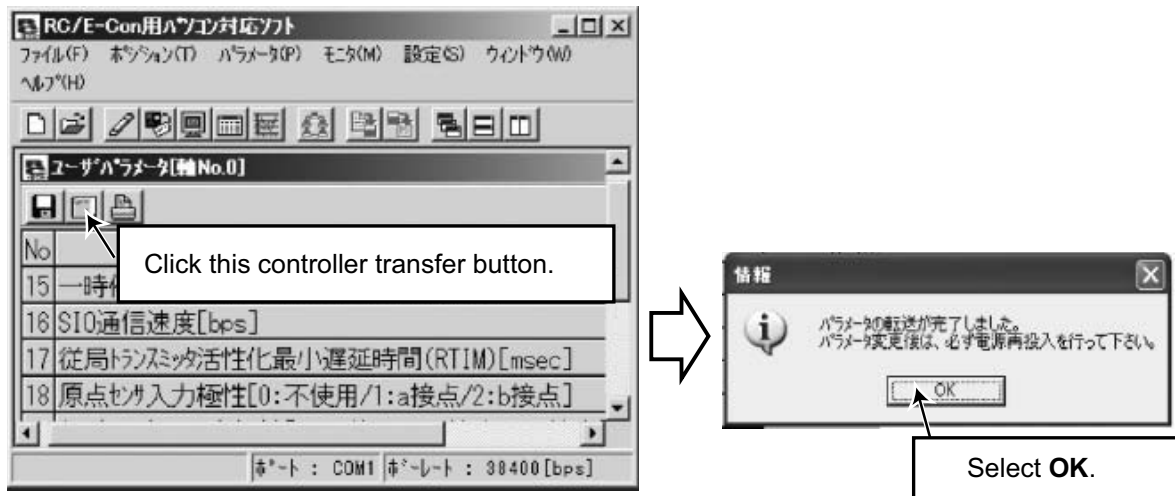 RC/E-Con用パソコン対応ソフト
ファイル(F) ポジション(T) パラメータ(P) モニタ(M) 設定(S) ウィンドウ(W)
ヘルプ(H)
ユーザパラメータ[軸No.0]
No
Click this controller transfer button.
15 一時停
16 SIO通信速度[bps]
17 従局トランスミッタ活性化最小遅延時間(RTIM)[msec]
18 原点センサ入力極性[0:不使用/1:a接点/2:b接点]
ポート : COM1 ボーレート : 38400[bps]
情報
パラメータの転送が完了しました。
パラメータ変更後は、必ず電源再投入を行って下さい。
OK
Select OK.